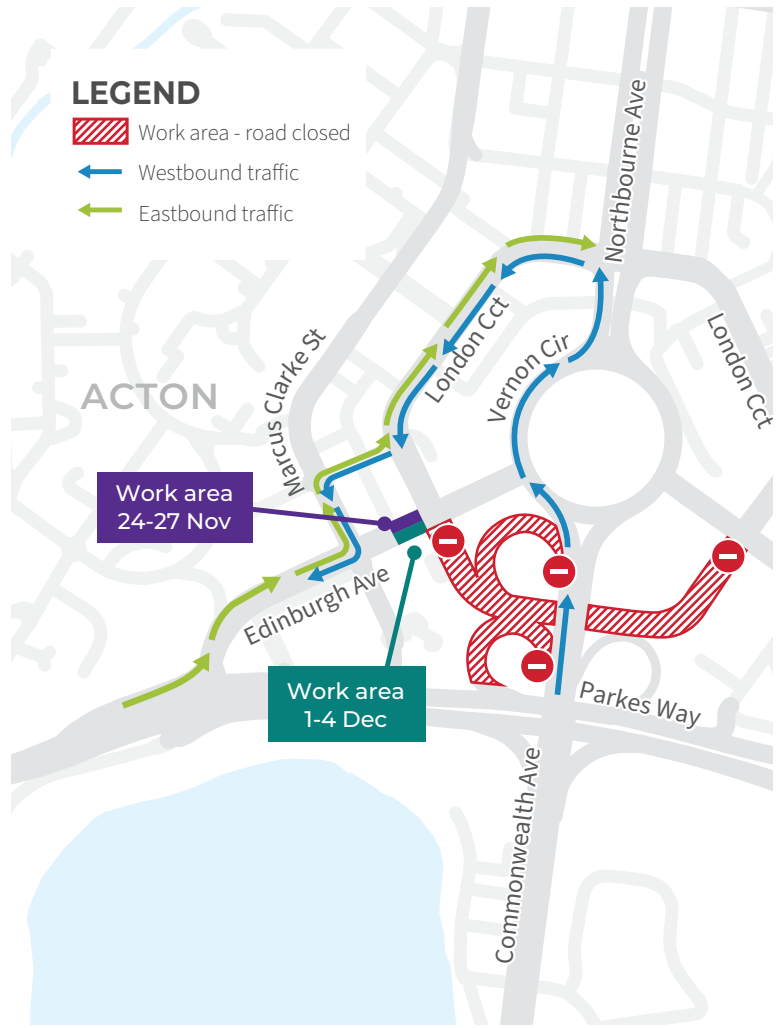 LEGEND
Work area - road closed
Westbound traffic
Eastbound traffic
Northbourne Ave
London Cct
London Cct
Vernon Cir
Marcus Clarke St
ACTON
Work area
24-27 Nov
Edinburgh Ave
Work area
1-4 Dec
Parkes Way
Commonwealth Ave